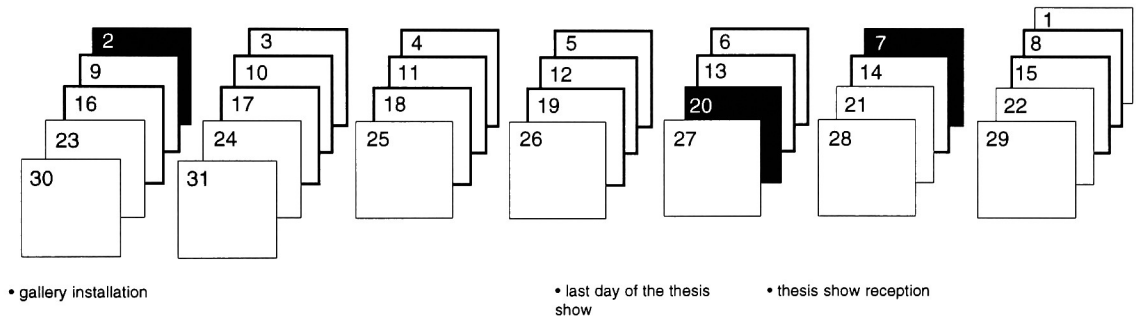 1
2 3 4 5 6 7 8
9 10 11 12 13 14 15
16 17 18 19 20 21 22
23 24 25 26 27 28 29
30 31
• gallery installation
• last day of the thesis
show
• thesis show reception